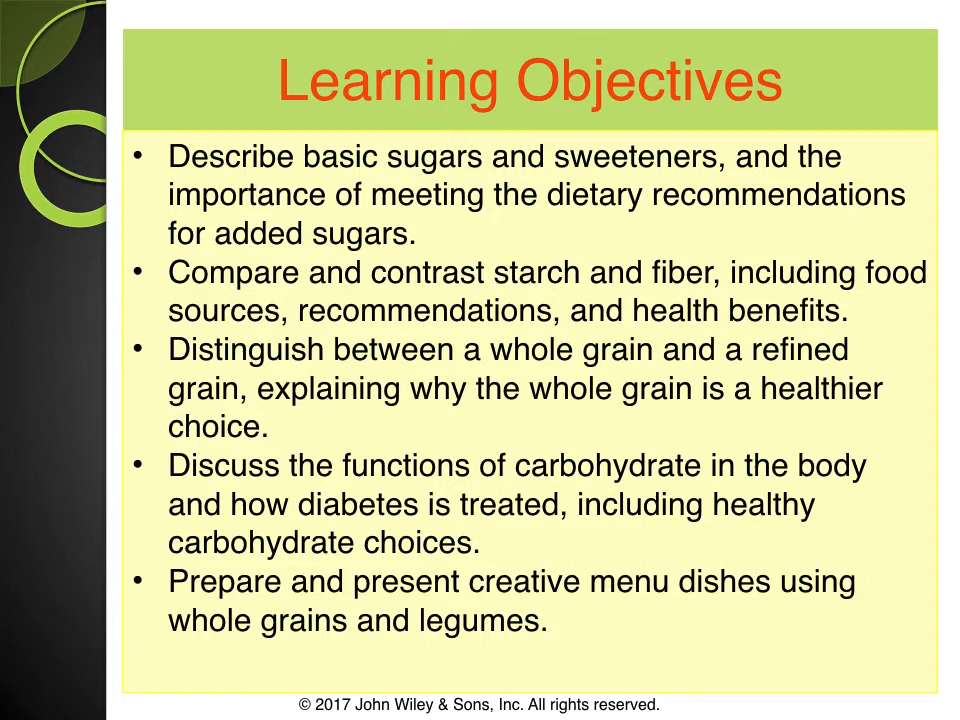 Learning Objectives
• Describe basic sugars and sweeteners, and the
importance of meeting the dietary recommendations
for added sugars.
• Compare and contrast starch and fiber, including food
sources, recommendations, and health benefits.
• Distinguish between a whole grain and a refined
grain, explaining why the whole grain is a healthier
choice.
• Discuss the functions of carbohydrate in the body
and how diabetes is treated, including healthy
carbohydrate choices.
• Prepare and present creative menu dishes using
whole grains and legumes.
© 2017 John Wiley & Sons, Inc. All rights reserved.